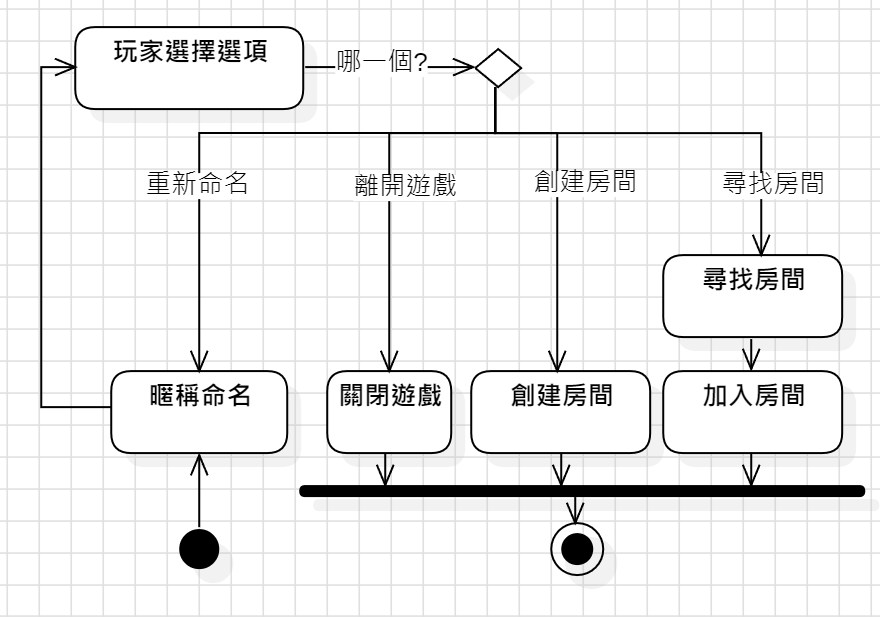 玩家選擇選項
哪一個?
重新命名
離開遊戲
創建房間
尋找房間
尋找房間
暱稱命名
關閉遊戲
創建房間
加入房間